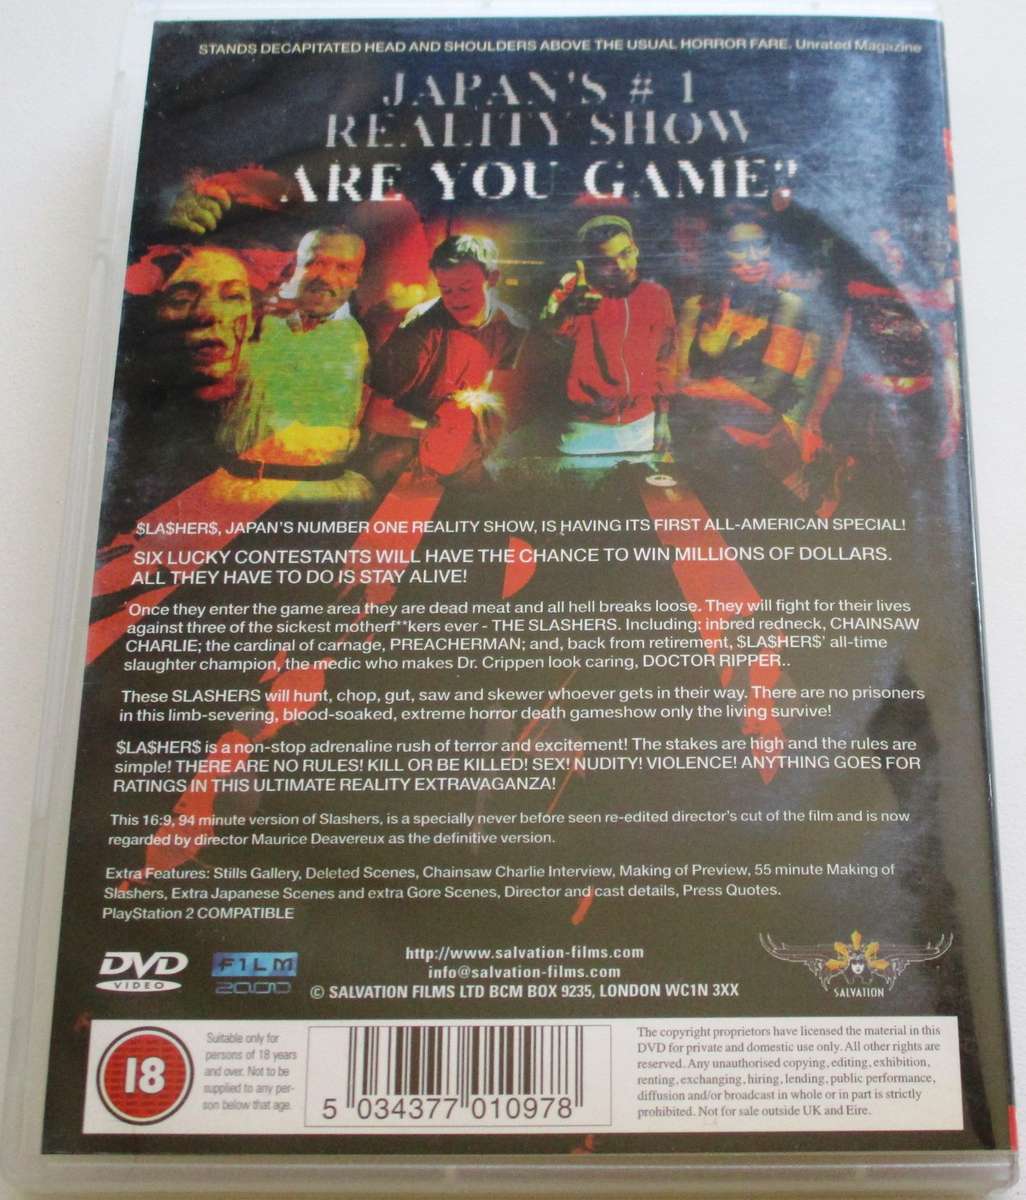 STANDS DECAPITATED HEAD AND SHOULDERS ABOVE THE USUAL HORROR FARE. Unrated Magazine
JAPAN'S # 1
REALITY SHOW
ARE YOU GAME?
$LA$HER$, JAPAN'S NUMBER ONE REALITY SHOW, IS HAVING ITS FIRST ALL-AMERICAN SPECIAL!
SIX LUCKY CONTESTANTS WILL HAVE THE CHANCE TO WIN MILLIONS OF DOLLARS.
ALL THEY HAVE TO DO IS STAY ALIVE!
Once they enter the game area they are dead meat and all hell breaks loose. They will fight for their lives
against three of the sickest motherf**kers ever - THE SLASHERS. Including: inbred redneck, CHAINSAW
CHARLIE; the cardinal of carnage, PREACHERMAN; and, back from retirement, $LA$HER$' all-time
slaughter champion, the medic who makes Dr. Crippen look caring, DOCTOR RIPPER..
These SLASHERS will hunt, chop, gut, saw and skewer whoever gets in their way. There are no prisoners
in this limb-severing, blood-soaked, extreme horror death gameshow only the living survive!
$LA$HER$ is a non-stop adrenaline rush of terror and excitement! The stakes are high and the rules are
simple! THERE ARE NO RULES! KILL OR BE KILLED! SEX! NUDITY! VIOLENCE! ANYTHING GOES FOR
RATINGS IN THIS ULTIMATE REALITY EXTRAVAGANZA!
This 16:9, 94 minute version of Slashers, is a specially never before seen re-edited director's cut of the film and is now
regarded by director Maurice Deavereux as the definitive version.
Extra Features: Stills Gallery, Deleted Scenes, Chainsaw Charlie Interview, Making of Preview, 55 minute Making of
Slashers, Extra Japanese Scenes and extra Gore Scenes, Director and cast details, Press Quotes.
PlayStation 2 COMPATIBLE
DVD
VIDEO
FILM
2000
http://www.salvation-films.com
info@salvation-films.com
© SALVATION FILMS LTD BCM BOX 9235, LONDON WC1N 3XX
SALVATION
18
Suitable only for
persons of 18 years
and over. Not to be
supplied to any per-
son below that age.
5 034377 010978
The copyright proprietors have licensed the material in this
DVD for private and domestic use only. All other rights are
reserved. Any unauthorised copying, editing, exhibition,
renting, exchanging, hiring, lending, public performance,
diffusion and/or broadcast in whole or in part is strictly
prohibited. Not for sale outside UK and Eire.